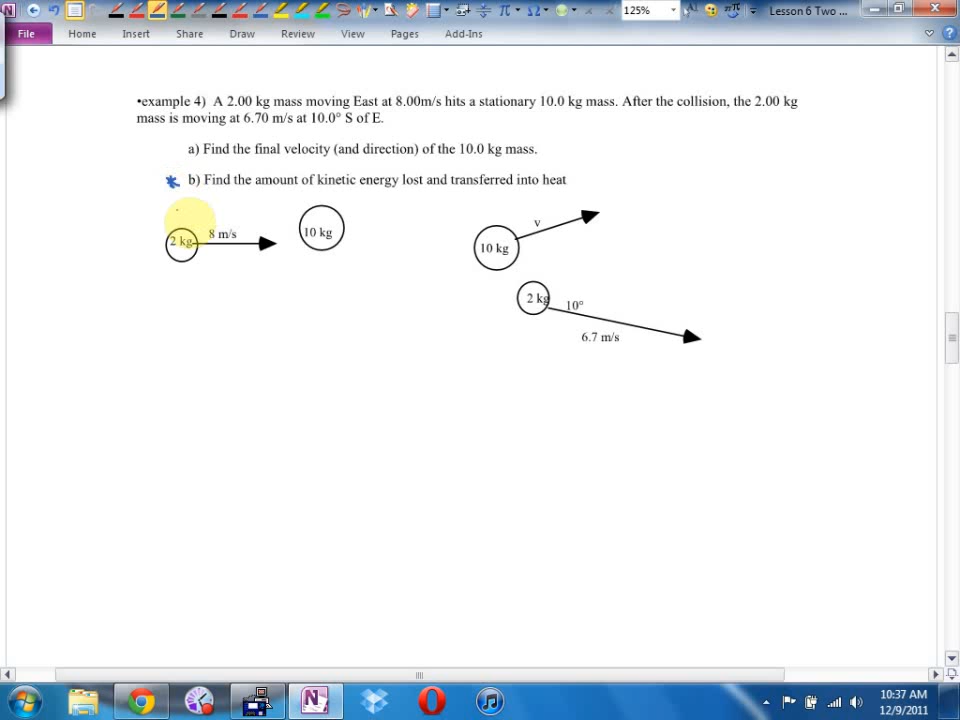 125%
Lesson 6 Two ...
File Home Insert Share Draw Review View Pages Add-Ins
•example 4) A 2.00 kg mass moving East at 8.00m/s hits a stationary 10.0 kg mass. After the collision, the 2.00 kg
mass is moving at 6.70 m/s at 10.0° S of E.
a) Find the final velocity (and direction) of the 10.0 kg mass.
b) Find the amount of kinetic energy lost and transferred into heat
2 kg
8 m/s
10 kg
v
10 kg
2 kg
10°
6.7 m/s
10:37 AM
12/9/2011